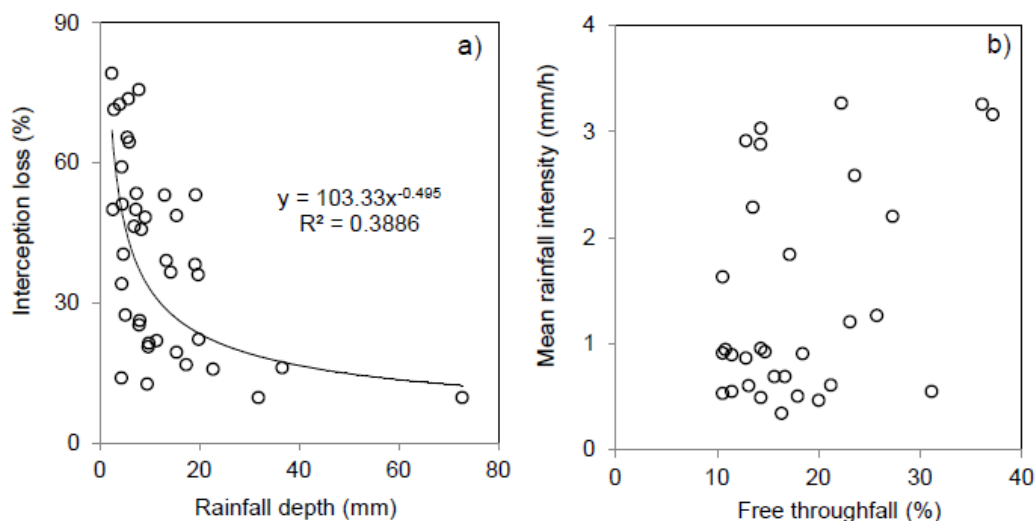 a)
Interception loss (%)
90
60
30
0
y = 103.33x^-0.495
R² = 0.3886
0 20 40 60 80
Rainfall depth (mm)
b)
Mean rainfall intensity (mm/h)
4
3
2
1
0
0 10 20 30 40
Free throughfall (%)